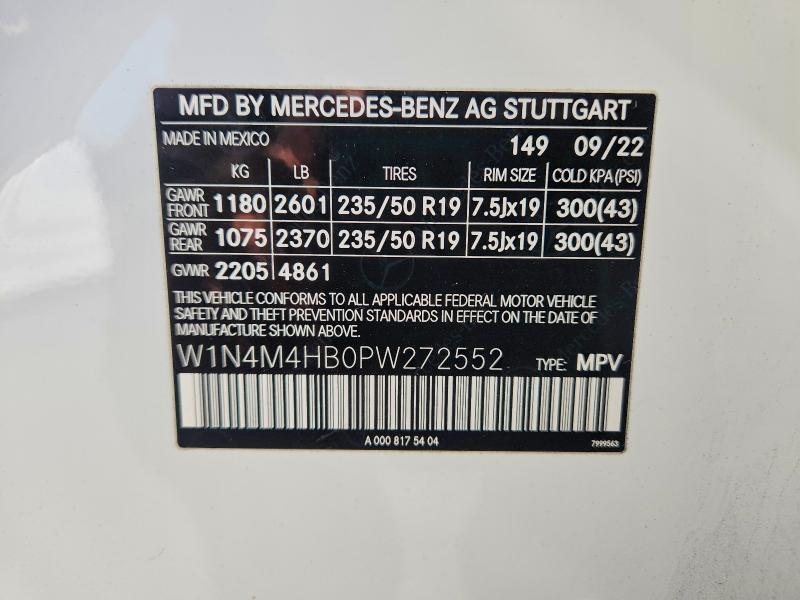 MFD BY MERCEDES-BENZ AG STUTTGART
MADE IN MEXICO 149 09/22
KG LB TIRES RIM SIZE COLD KPA(PSI)
GAWR FRONT 1180 2601 235/50 R19 7.5Jx19 300(43)
GAWR REAR 1075 2370 235/50 R19 7.5Jx19 300(43)
GVWR 2205 4861
THIS VEHICLE CONFORMS TO ALL APPLICABLE FEDERAL MOTOR VEHICLE
SAFETY AND THEFT PREVENTION STANDARDS IN EFFECT ON THE DATE OF
MANUFACTURE SHOWN ABOVE.
W1N4M4HB0PW272552 TYPE: MPV
A 000 817 54 04 7999563